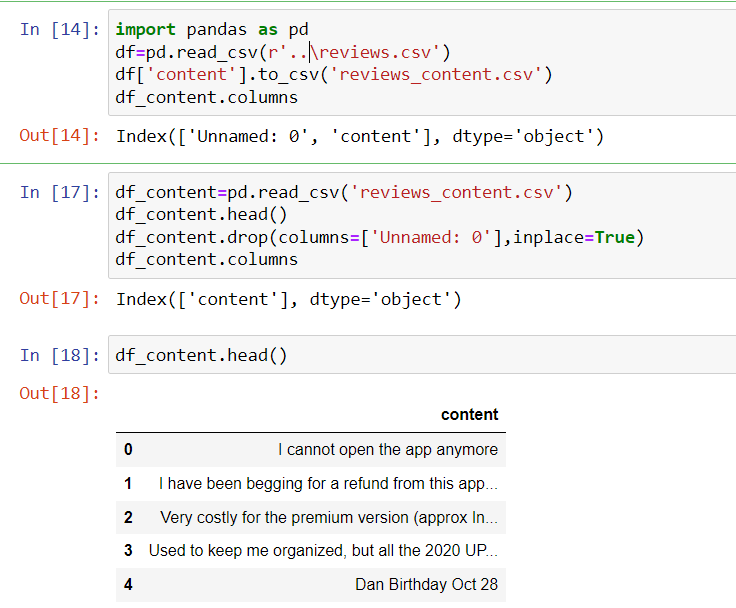 In [14]: import pandas as pd
df=pd.read_csv(r'..\reviews.csv')
df['content'].to_csv('reviews_content.csv')
df_content.columns
Out[14]: Index(['Unnamed: 0', 'content'], dtype='object')
In [17]: df_content=pd.read_csv('reviews_content.csv')
df_content.head()
df_content.drop(columns=['Unnamed: 0'],inplace=True)
df_content.columns
Out[17]: Index(['content'], dtype='object')
In [18]: df_content.head()
Out[18]:
content
0 I cannot open the app anymore
1 I have been begging for a refund from this app...
2 Very costly for the premium version (approx In...
3 Used to keep me organized, but all the 2020 UP...
4 Dan Birthday Oct 28